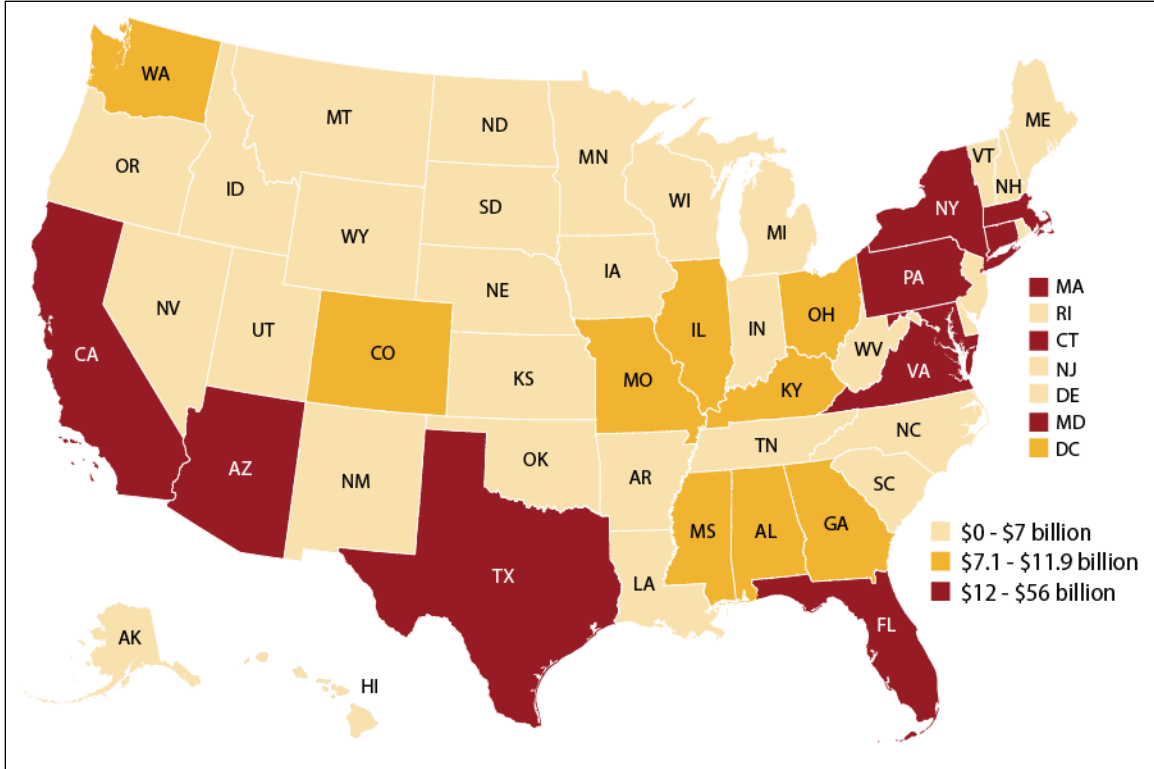 WA
MT
ND
MN
ME
OR
ID
SD
WI
VT
NH
WY
MI
NY
IA
NE
PA
NV
UT
CO
IL
IN
OH
WV
VA
CA
KS
MO
KY
AZ
NM
OK
AR
TN
NC
SC
MS
AL
GA
TX
LA
FL
AK
HI
MA
RI
CT
NJ
DE
MD
DC
$0 - $7 billion
$7.1 - $11.9 billion
$12 - $56 billion